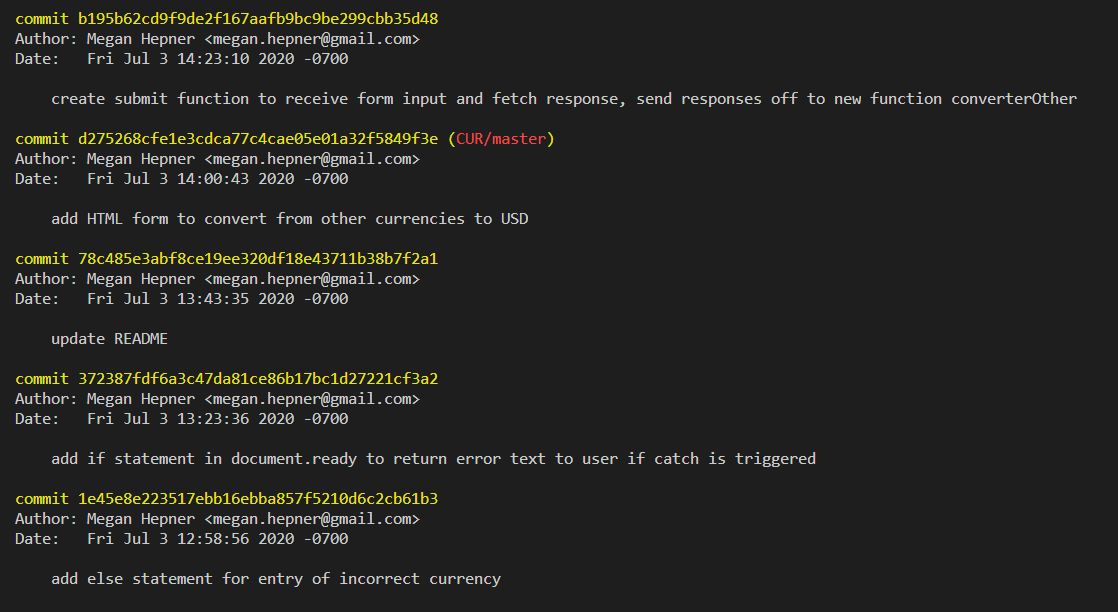 commit b195b62cd9f9de2f167aafb9bc9be299cbb35d48
Author: Megan Hepner <megan.hepner@gmail.com>
Date:   Fri Jul 3 14:23:10 2020 -0700
create submit function to receive form input and fetch response, send responses off to new function converterOther
commit d275268cfe1e3cdca77c4cae05e01a32f5849f3e (CUR/master)
Author: Megan Hepner <megan.hepner@gmail.com>
Date:   Fri Jul 3 14:00:43 2020 -0700
add HTML form to convert from other currencies to USD
commit 78c485e3abf8ce19ee320df18e43711b38b7f2a1
Author: Megan Hepner <megan.hepner@gmail.com>
Date:   Fri Jul 3 13:43:35 2020 -0700
update README
commit 372387fdf6a3c47da81ce86b17bc1d27221cf3a2
Author: Megan Hepner <megan.hepner@gmail.com>
Date:   Fri Jul 3 13:23:36 2020 -0700
add if statement in document.ready to return error text to user if catch is triggered
commit 1e45e8e223517ebb16ebba857f5210d6c2cb61b3
Author: Megan Hepner <megan.hepner@gmail.com>
Date:   Fri Jul 3 12:58:56 2020 -0700
add else statement for entry of incorrect currency